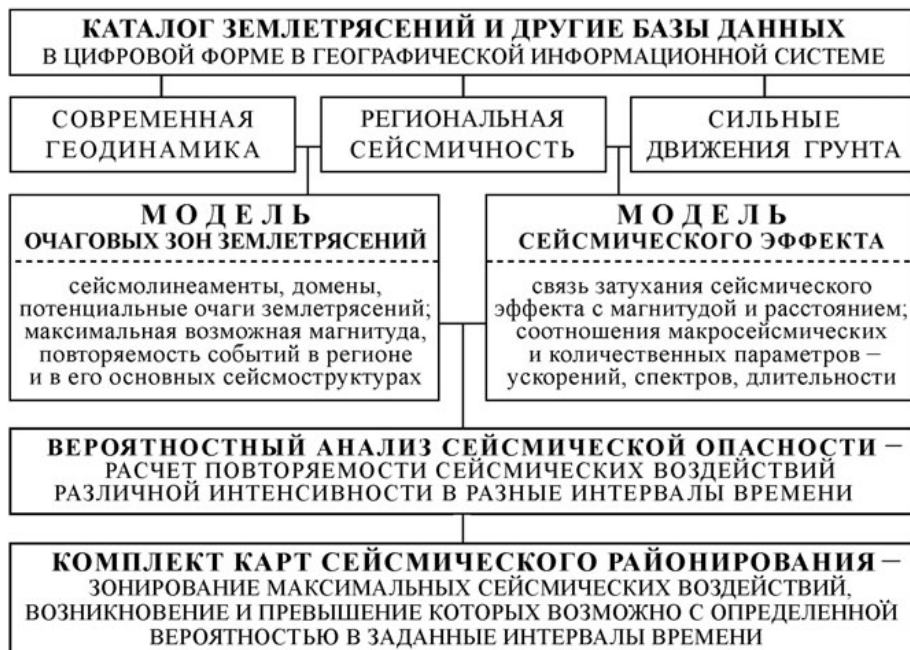 КАТАЛОГ ЗЕМЛЕТРЯСЕНИЙ И ДРУГИЕ БАЗЫ ДАННЫХ
В ЦИФРОВОЙ ФОРМЕ В ГЕОГРАФИЧЕСКОЙ ИНФОРМАЦИОННОЙ СИСТЕМЕ
СОВРЕМЕННАЯ
ГЕОДИНАМИКА
РЕГИОНАЛЬНАЯ
СЕЙСМИЧНОСТЬ
СИЛЬНЫЕ
ДВИЖЕНИЯ ГРУНТА
МОДЕЛЬ
ОЧАГОВЫХ ЗОН ЗЕМЛЕТРЯСЕНИЙ
сейсмолинеаменты, домены,
потенциальные очаги землетрясений;
максимальная возможная магнитуда,
повторяемость событий в регионе
и в его основных сейсмоструктурах
МОДЕЛЬ
СЕЙСМИЧЕСКОГО ЭФФЕКТА
связь затухания сейсмического
эффекта с магнитудой и расстоянием;
соотношения макросейсмических
и количественных параметров –
ускорений, спектров, длительности
ВЕРОЯТНОСТНЫЙ АНАЛИЗ СЕЙСМИЧЕСКОЙ ОПАСНОСТИ –
РАСЧЕТ ПОВТОРЯЕМОСТИ СЕЙСМИЧЕСКИХ ВОЗДЕЙСТВИЙ
РАЗЛИЧНОЙ ИНТЕНСИВНОСТИ В РАЗНЫЕ ИНТЕРВАЛЫ ВРЕМЕНИ
КОМПЛЕКТ КАРТ СЕЙСМИЧЕСКОГО РАЙОНИРОВАНИЯ –
ЗОНИРОВАНИЕ МАКСИМАЛЬНЫХ СЕЙСМИЧЕСКИХ ВОЗДЕЙСТВИЙ,
ВОЗНИКНОВЕНИЕ И ПРЕВЫШЕНИЕ КОТОРЫХ ВОЗМОЖНО С ОПРЕДЕЛЕННОЙ
ВЕРОЯТНОСТЬЮ В ЗАДАННЫЕ ИНТЕРВАЛЫ ВРЕМЕНИ